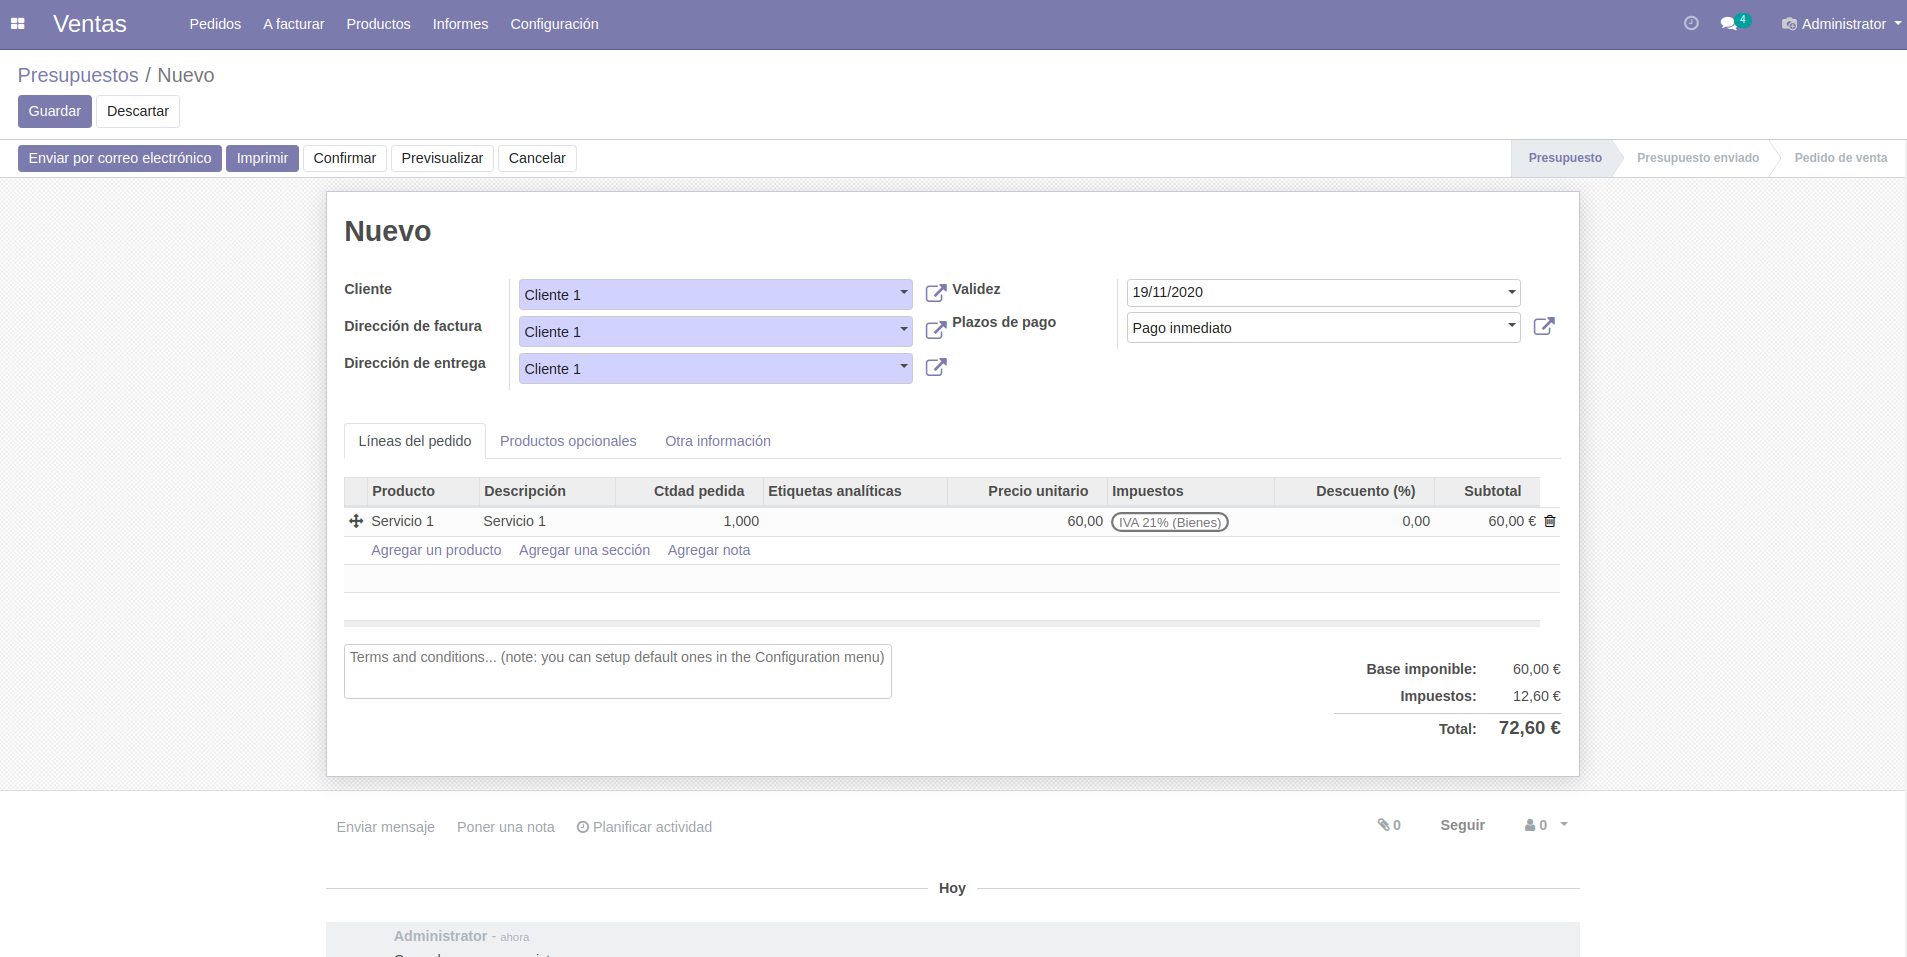 Ventas Pedidos A facturar Productos Informes Configuración 4 Administrator
Presupuestos / Nuevo
Guardar Descartar
Enviar por correo electrónico Imprimir Confirmar Previsualizar Cancelar Presupuesto Presupuesto enviado Pedido de venta
Nuevo
Cliente Cliente 1 Validez 19/11/2020
Dirección de factura Cliente 1 Plazos de pago Pago inmediato
Dirección de entrega Cliente 1
Líneas del pedido Productos opcionales Otra información
Producto Descripción Ctdad pedida Etiquetas analíticas Precio unitario Impuestos Descuento (%) Subtotal
Servicio 1 Servicio 1 1,000 60,00 IVA 21% (Bienes) 0,00 60,00 €
Agregar un producto Agregar una sección Agregar nota
Terms and conditions... (note: you can setup default ones in the Configuration menu)
Base imponible: 60,00 €
Impuestos: 12,60 €
Total: 72,60 €
Enviar mensaje Poner una nota Planificar actividad 0 Seguir 0
Hoy
Administrator - ahora